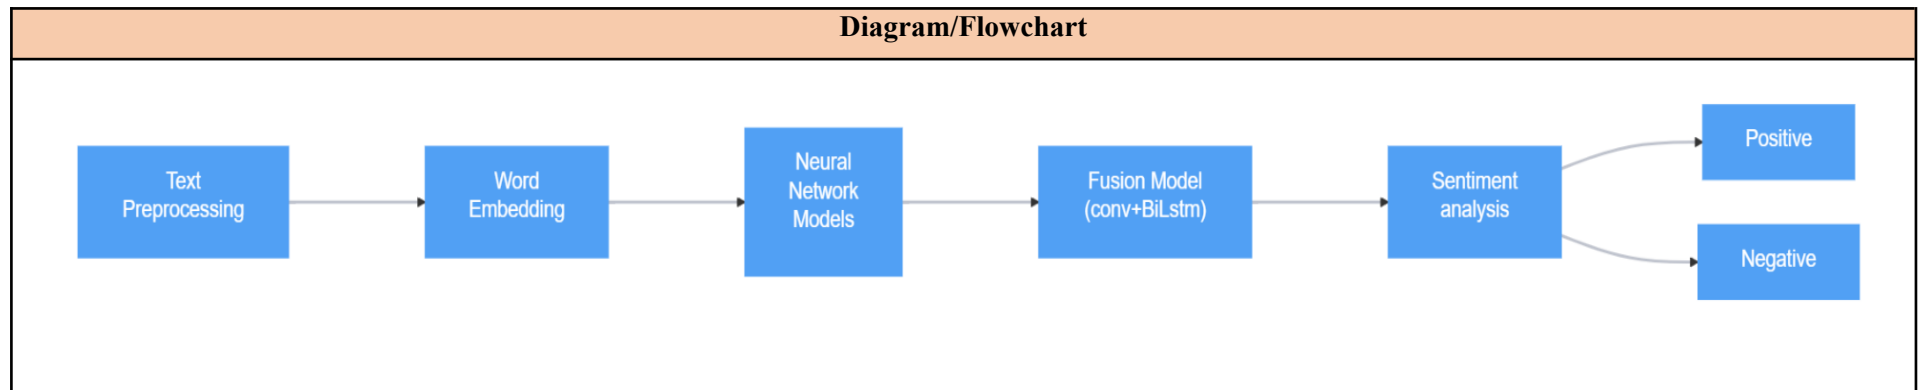 Diagram/Flowchart
Text
Preprocessing
Word
Embedding
Neural
Network
Models
Fusion Model
(conv+BiLstm)
Sentiment
analysis
Positive
Negative